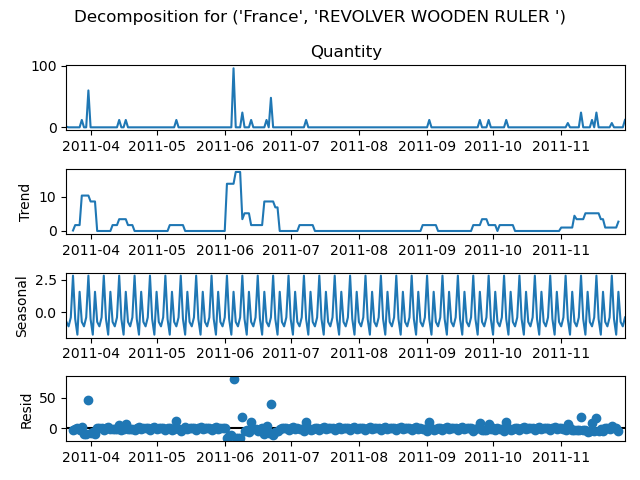 Decomposition for ('France', 'REVOLVER WOODEN RULER ')
Quantity
100
0
2011-04 2011-05 2011-06 2011-07 2011-08 2011-09 2011-10 2011-11
Trend
10
0
2011-04 2011-05 2011-06 2011-07 2011-08 2011-09 2011-10 2011-11
Seasonal
2.5
0.0
2011-04 2011-05 2011-06 2011-07 2011-08 2011-09 2011-10 2011-11
Resid
50
0
2011-04 2011-05 2011-06 2011-07 2011-08 2011-09 2011-10 2011-11